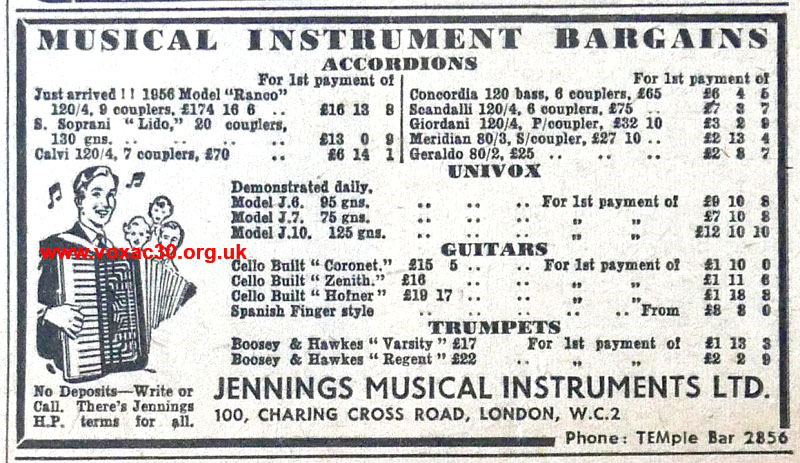 MUSICAL INSTRUMENT BARGAINS
ACCORDIONS
For 1st payment of
Just arrived !! 1956 Model "Ranco"
120/4, 9 couplers, £174 16 6 .. £16 13 8
S. Soprani "Lido," 20 couplers,
130 gns. .. .. .. .. £13 0 9
Calvi 120/4, 7 couplers, £70 .. £6 14 1
For 1st payment of
Concordia 120 bass, 6 couplers, £65 £6 4 5
Scandalli 120/4, 6 couplers, £75 .. £7 3 7
Giordani 120/4, P/coupler, £32 10 £3 2 9
Meridian 80/3, S/coupler, £27 10 .. £2 13 4
Geraldo 80/2, £25 .. .. .. £2 8 7
UNIVOX
Demonstrated daily.
Model J.6. 95 gns. .. .. .. For 1st payment of £9 10 8
Model J.7. 75 gns. .. .. .. „ „ £7 10 8
Model J.10. 125 gns. .. .. .. „ „ £12 10 10
GUITARS
Cello Built "Coronet." £15 5 .. .. For 1st payment of £1 10 0
Cello Built "Zenith." £16 .. .. .. „ „ £1 11 6
Cello Built "Hofner" £19 17 .. .. .. „ „ £1 18 8
Spanish Finger style .. .. .. .. From £8 8 0
TRUMPETS
Boosey & Hawkes "Varsity" £17 For 1st payment of £1 13 3
Boosey & Hawkes "Regent" £22 .. „ „ £2 2 9
www.voxac30.org.uk
No Deposits—Write or
Call. There's Jennings
H.P. terms for all.
JENNINGS MUSICAL INSTRUMENTS LTD.
100, CHARING CROSS ROAD, LONDON, W.C.2
Phone: TEMple Bar 2856